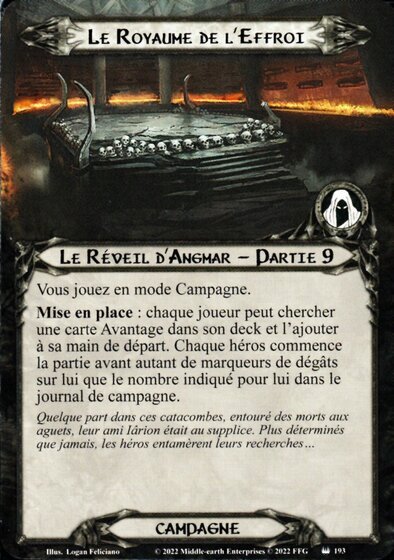 Le Royaume de l'Effroi
Le Réveil d'Angmar – Partie 9
Vous jouez en mode Campagne.
Mise en place : chaque joueur peut chercher
une carte Avantage dans son deck et l'ajouter
à sa main de départ. Chaque héros commence
la partie avant autant de marqueurs de dégâts
sur lui que le nombre indiqué pour lui dans le
journal de campagne.
Quelque part dans ces catacombes, entouré des morts aux
aguets, leur ami Iârion était au supplice. Plus déterminés
que jamais, les héros entamèrent leurs recherches…
CAMPAGNE
Illus. Logan Feliciano © 2022 Middle-earth Enterprises © 2022 FFG 193